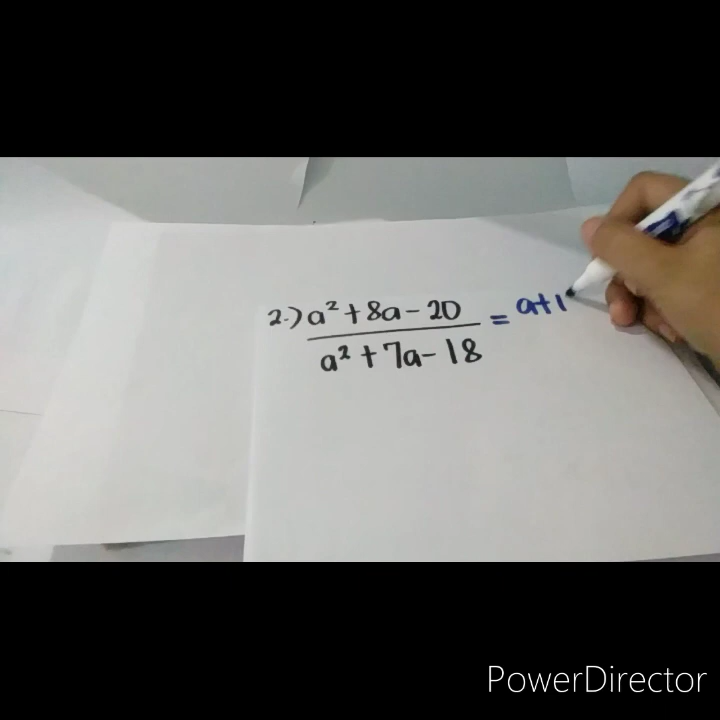 2.) a² + 8a - 20 = a+1
a² + 7a - 18
PowerDirector